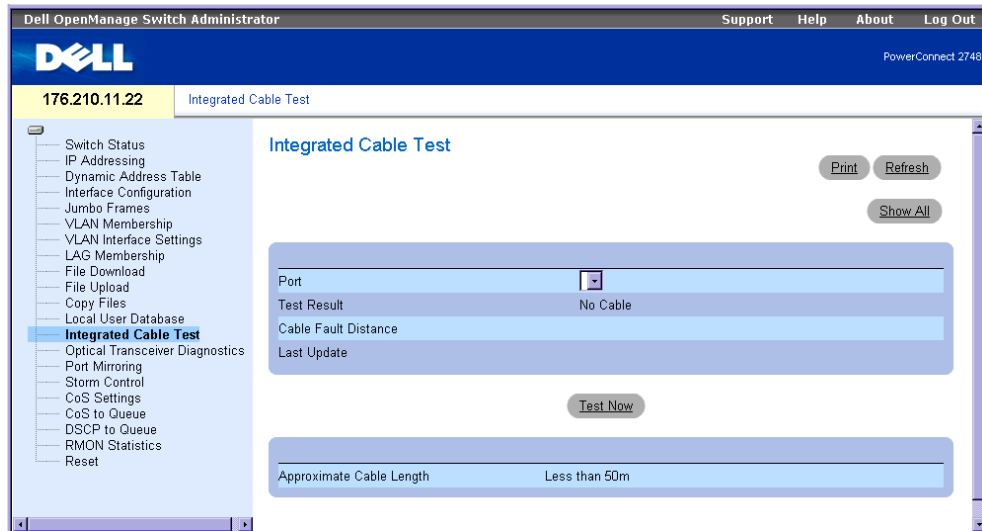 Dell OpenManage Switch Administrator
Support Help About Log Out
DELL
PowerConnect 2748
176.210.11.22
Integrated Cable Test
Switch Status
IP Addressing
Dynamic Address Table
Interface Configuration
Jumbo Frames
VLAN Membership
VLAN Interface Settings
LAG Membership
File Download
File Upload
Copy Files
Local User Database
Integrated Cable Test
Optical Transceiver Diagnostics
Port Mirroring
Storm Control
CoS Settings
CoS to Queue
DSCP to Queue
RMON Statistics
Reset
Integrated Cable Test
Print Refresh
Show All
Port
Test Result No Cable
Cable Fault Distance
Last Update
Test Now
Approximate Cable Length Less than 50m